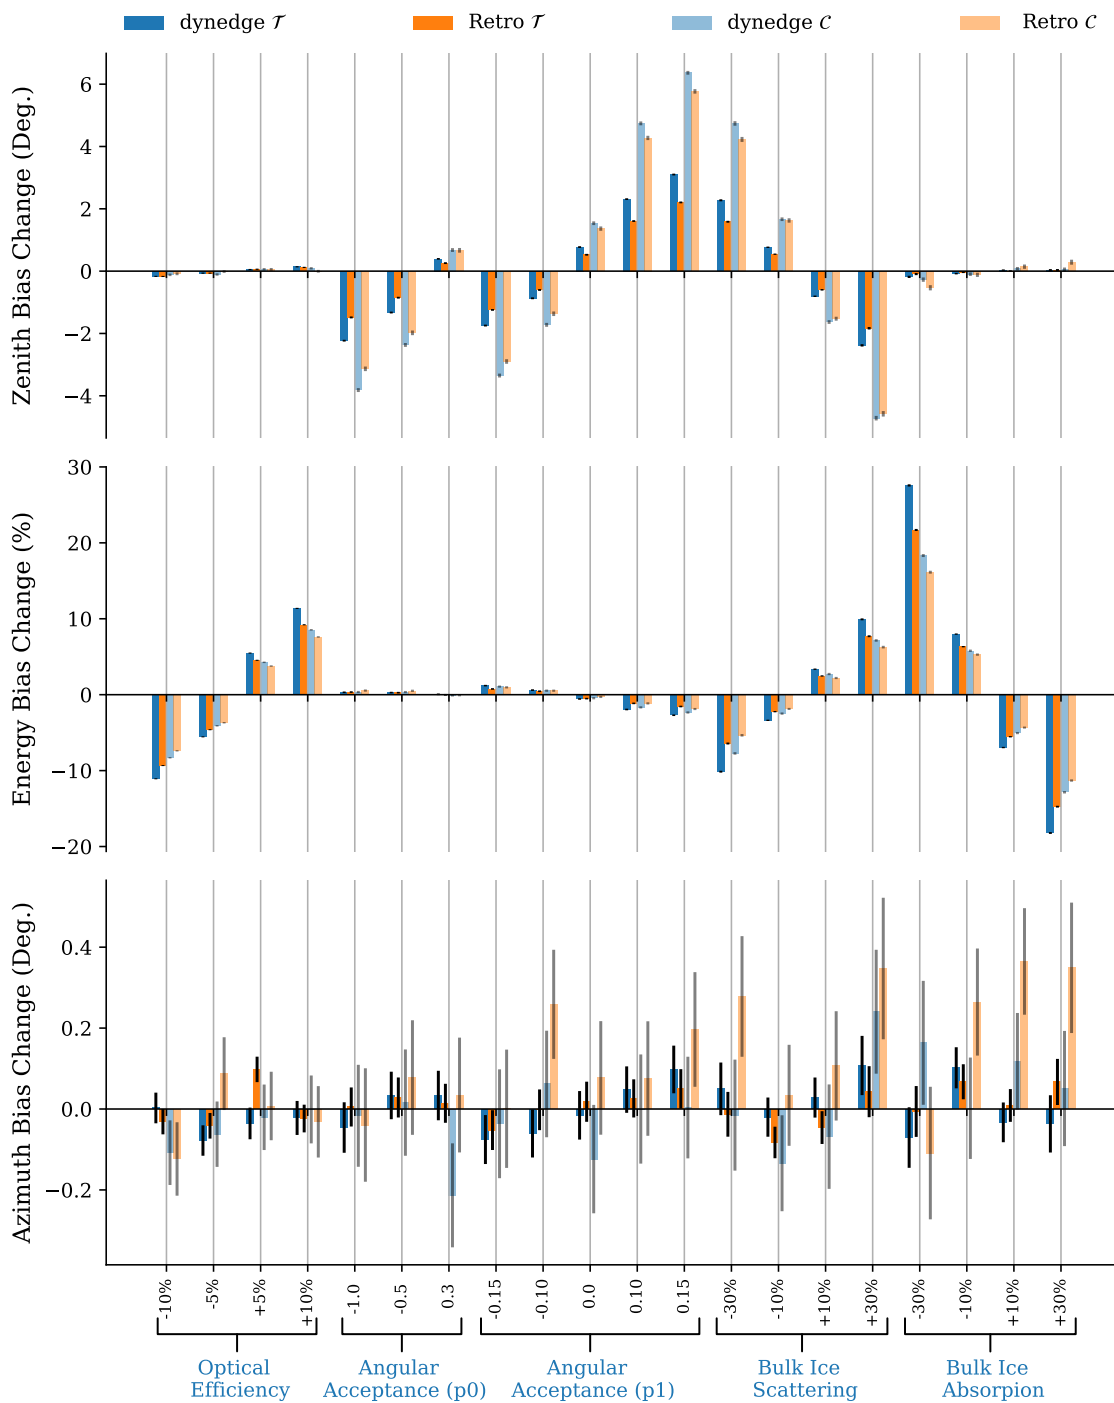 dynedge 𝒯 Retro 𝒯 dynedge 𝒞 Retro 𝒞
Zenith Bias Change (Deg.)
6
4
2
0
−2
−4
Energy Bias Change (%)
30
20
10
0
−10
−20
Azimuth Bias Change (Deg.)
0.4
0.2
0.0
−0.2
-10% -5% +5% +10% -1.0 -0.5 0.3 -0.15 -0.10 0.0 0.10 0.15 -30% -10% +10% +30% -30% -10% +10% +30%
Optical Angular Angular Bulk Ice Bulk Ice
Efficiency Acceptance (p0) Acceptance (p1) Scattering Absorpion